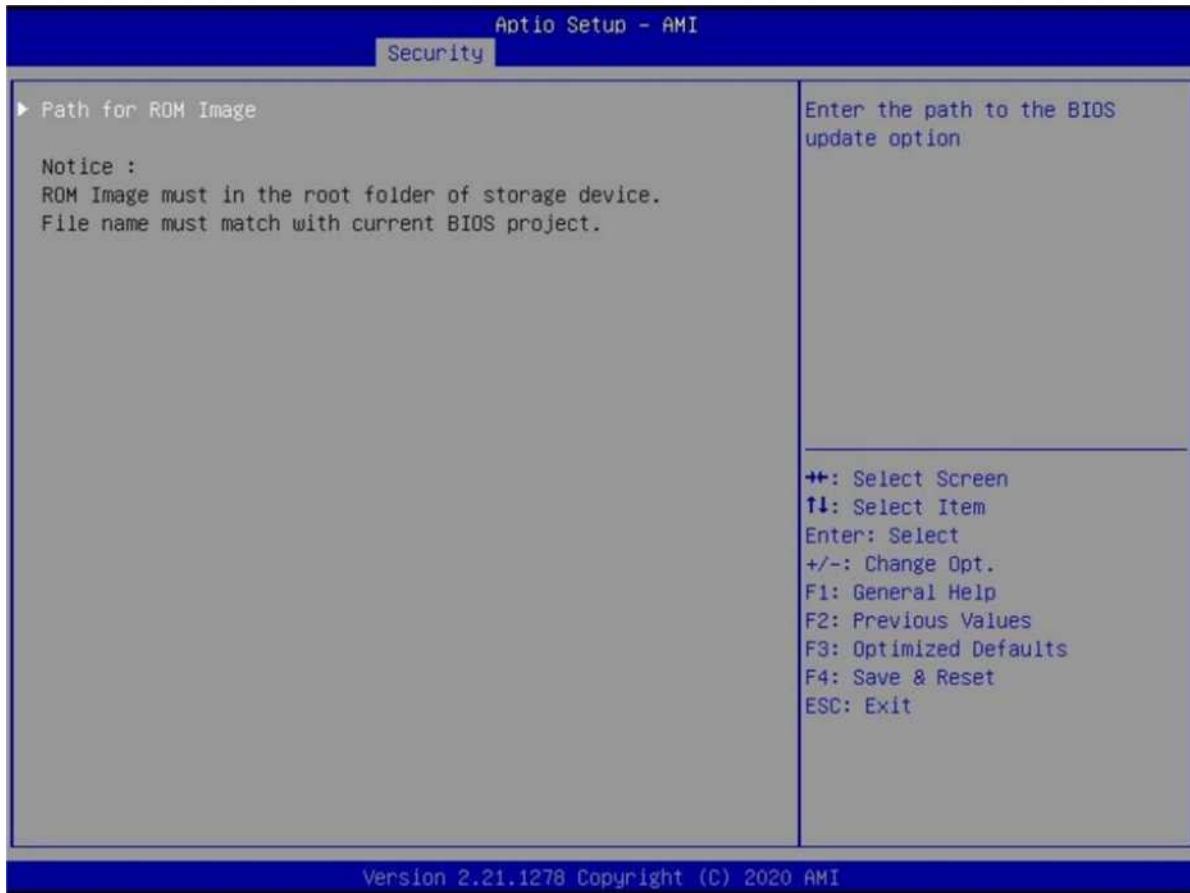 Aptio Setup - AMI
Security
Path for ROM Image
Notice :
ROM Image must in the root folder of storage device.
File name must match with current BIOS project.
Enter the path to the BIOS
update option
→←: Select Screen
↑↓: Select Item
Enter: Select
+/-: Change Opt.
F1: General Help
F2: Previous Values
F3: Optimized Defaults
F4: Save & Reset
ESC: Exit
Version 2.21.1278 Copyright (C) 2020 AMI